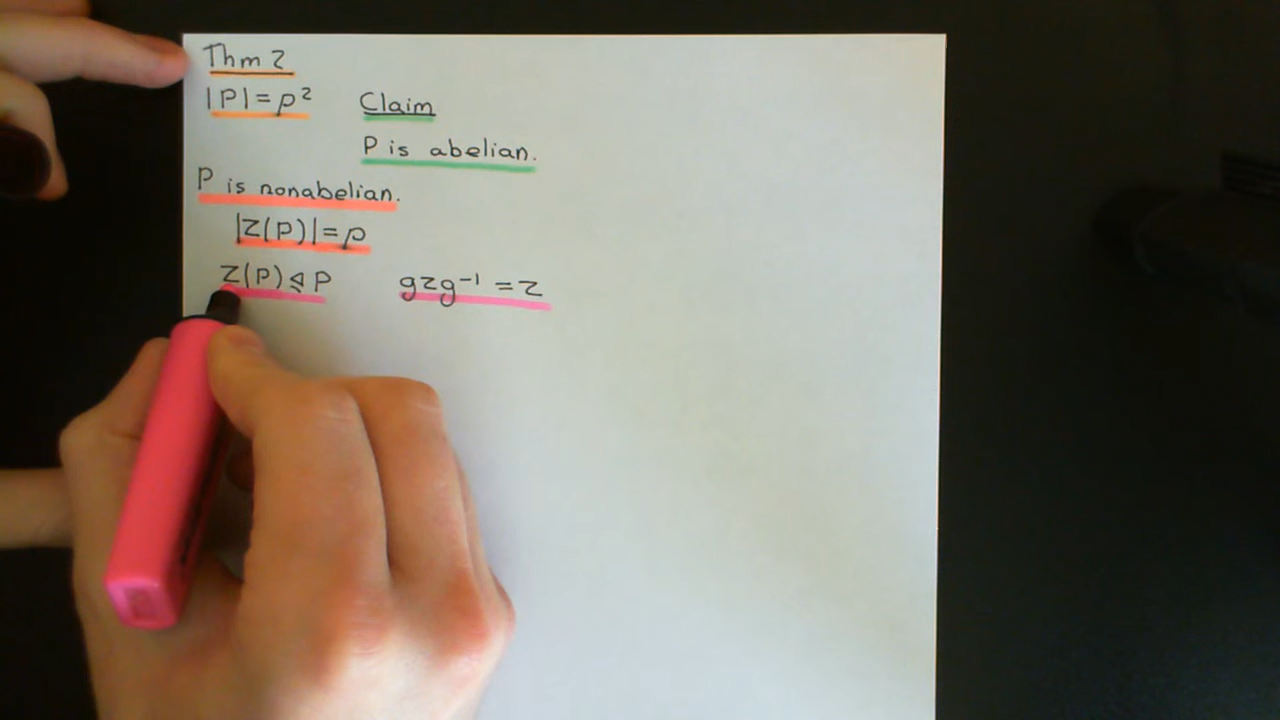 Thm 2
|P| = p²
Claim
P is abelian.
P is nonabelian.
|Z(P)| = p
Z(P) ⊴ P
gzg⁻¹ = z